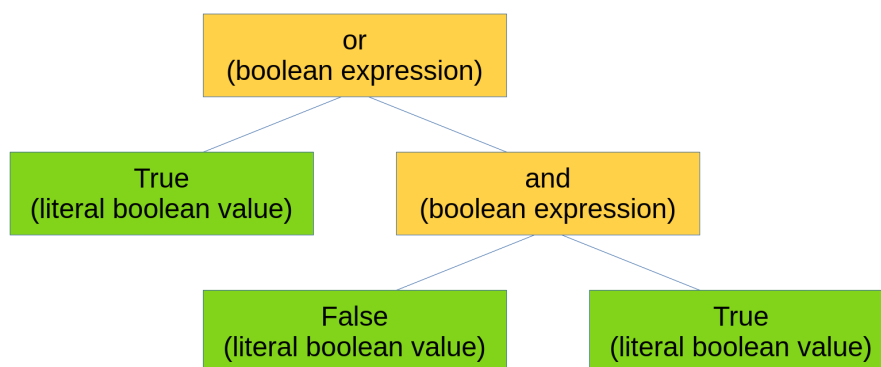 or
(boolean expression)
True
(literal boolean value)
and
(boolean expression)
False
(literal boolean value)
True
(literal boolean value)